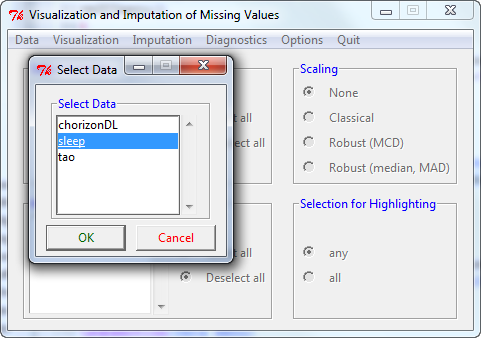 Visualization and Imputation of Missing Values
Data Visualization Imputation Diagnostics Options Quit
Select Data
Select Data
chorizonDL
sleep
tao
OK Cancel
all
ect all
Scaling
None
Classical
Robust (MCD)
Robust (median, MAD)
all
Deselect all
Selection for Highlighting
any
all